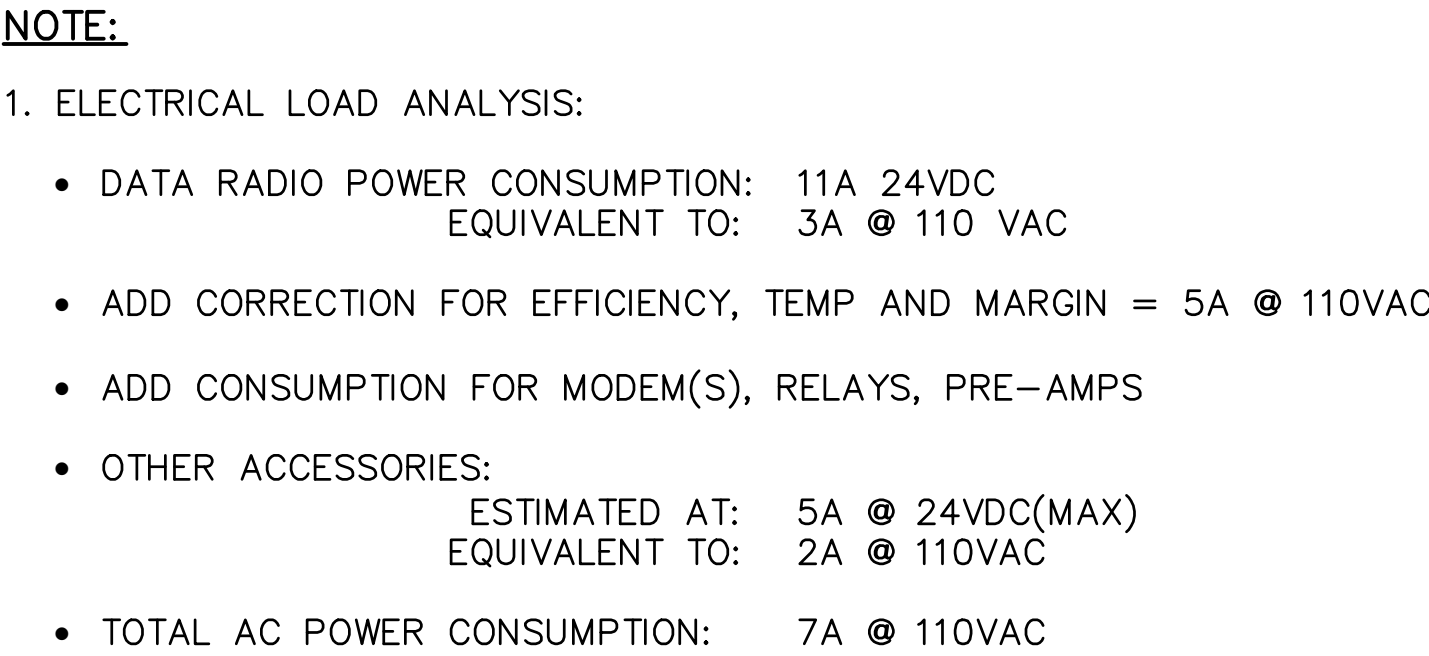 NOTE:
1. ELECTRICAL LOAD ANALYSIS:
• DATA RADIO POWER CONSUMPTION: 11A 24VDC
EQUIVALENT TO: 3A @ 110 VAC
• ADD CORRECTION FOR EFFICIENCY, TEMP AND MARGIN = 5A @ 110VAC
• ADD CONSUMPTION FOR MODEM(S), RELAYS, PRE-AMPS
• OTHER ACCESSORIES:
ESTIMATED AT: 5A @ 24VDC(MAX)
EQUIVALENT TO: 2A @ 110VAC
• TOTAL AC POWER CONSUMPTION: 7A @ 110VAC